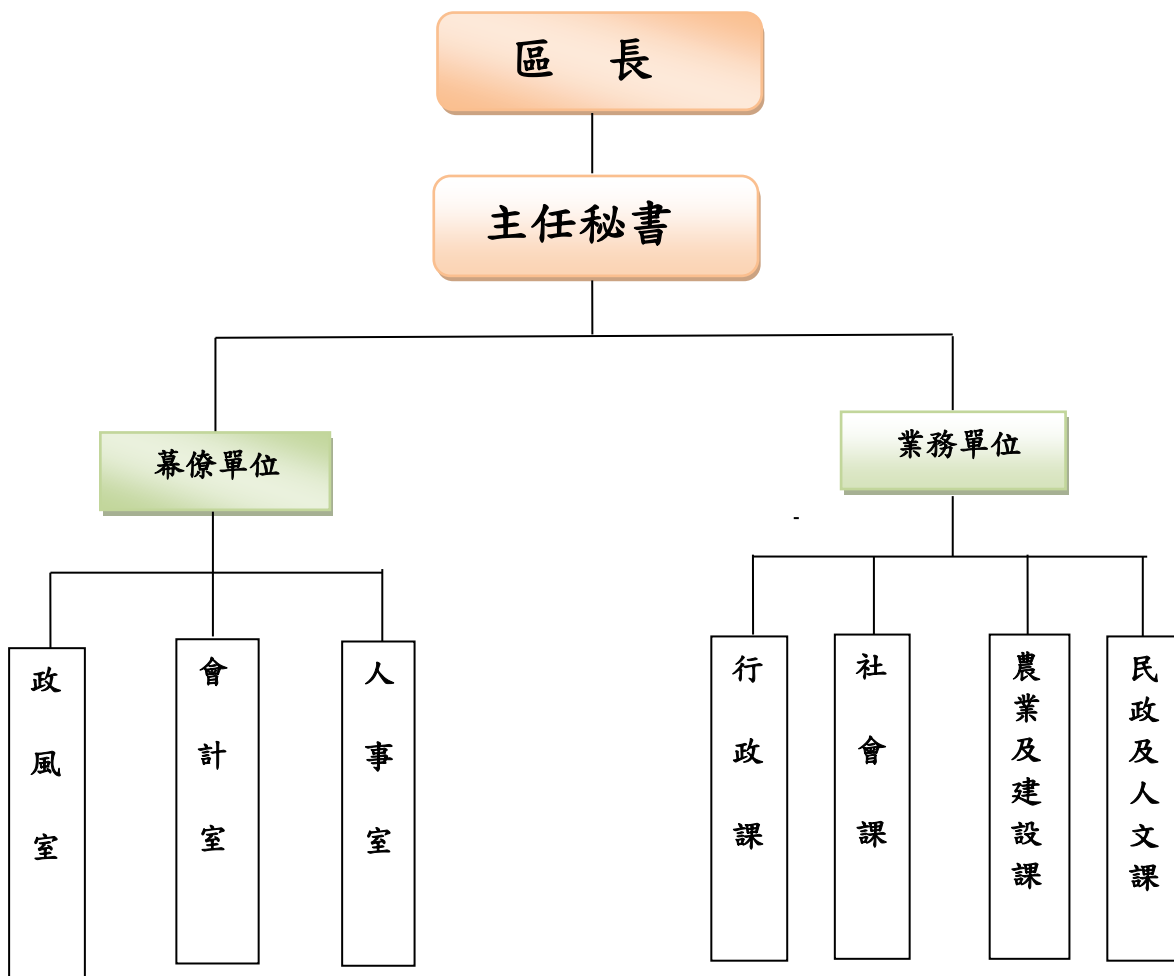 區 長
主任秘書
幕僚單位
業務單位
-
政風室
會計室
人事室
行政課
社會課
農業及建設課
民政及人文課